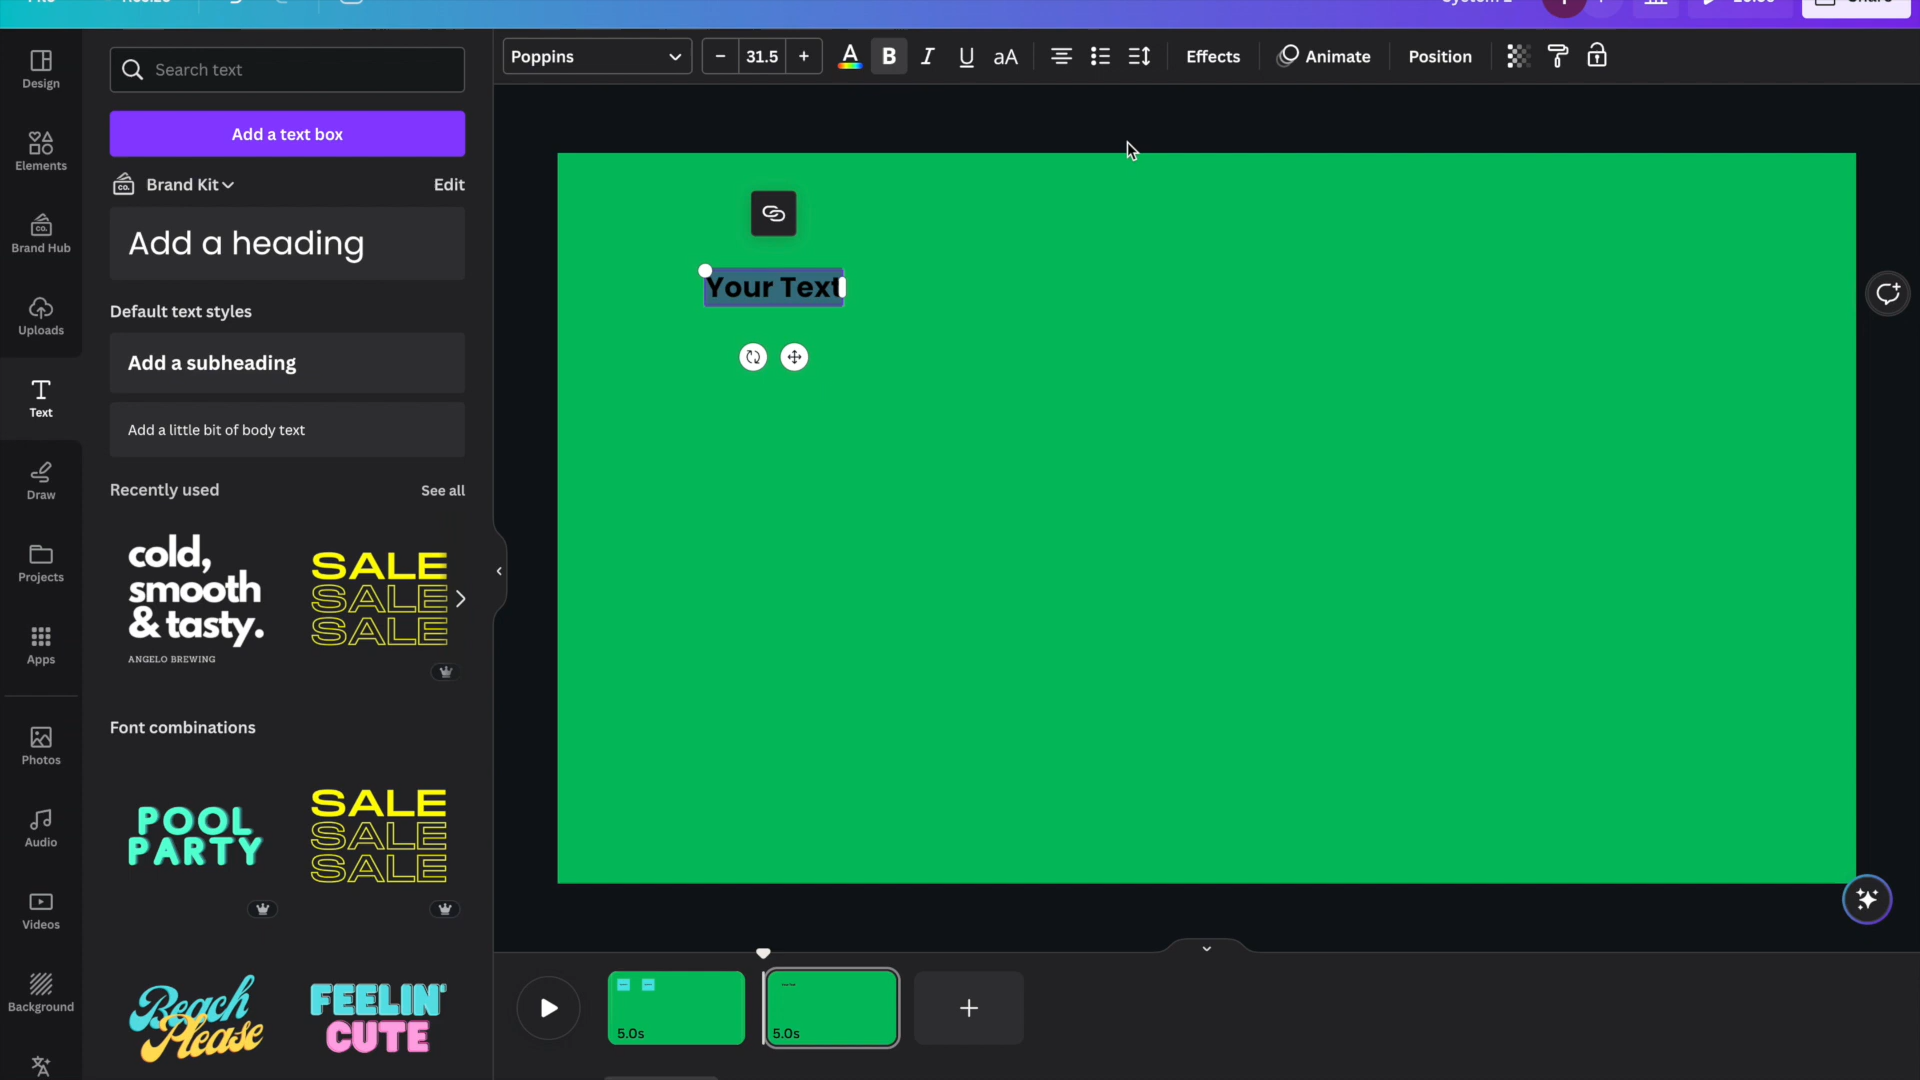 Design
Elements
Brand Hub
Uploads
Text
Draw
Projects
Apps
Photos
Audio
Videos
Background
Search text
Add a text box
Brand Kit
Edit
Add a heading
Default text styles
Add a subheading
Add a little bit of body text
Recently used
See all
cold,
smooth
& tasty.
ANGELO BREWING
SALE
SALE
SALE
Font combinations
POOL
PARTY
SALE
SALE
SALE
Beach
Please
FEELIN'
CUTE
Poppins
31.5
A
B
I
U
aA
Effects
Animate
Position
Your Text
5.0s
5.0s